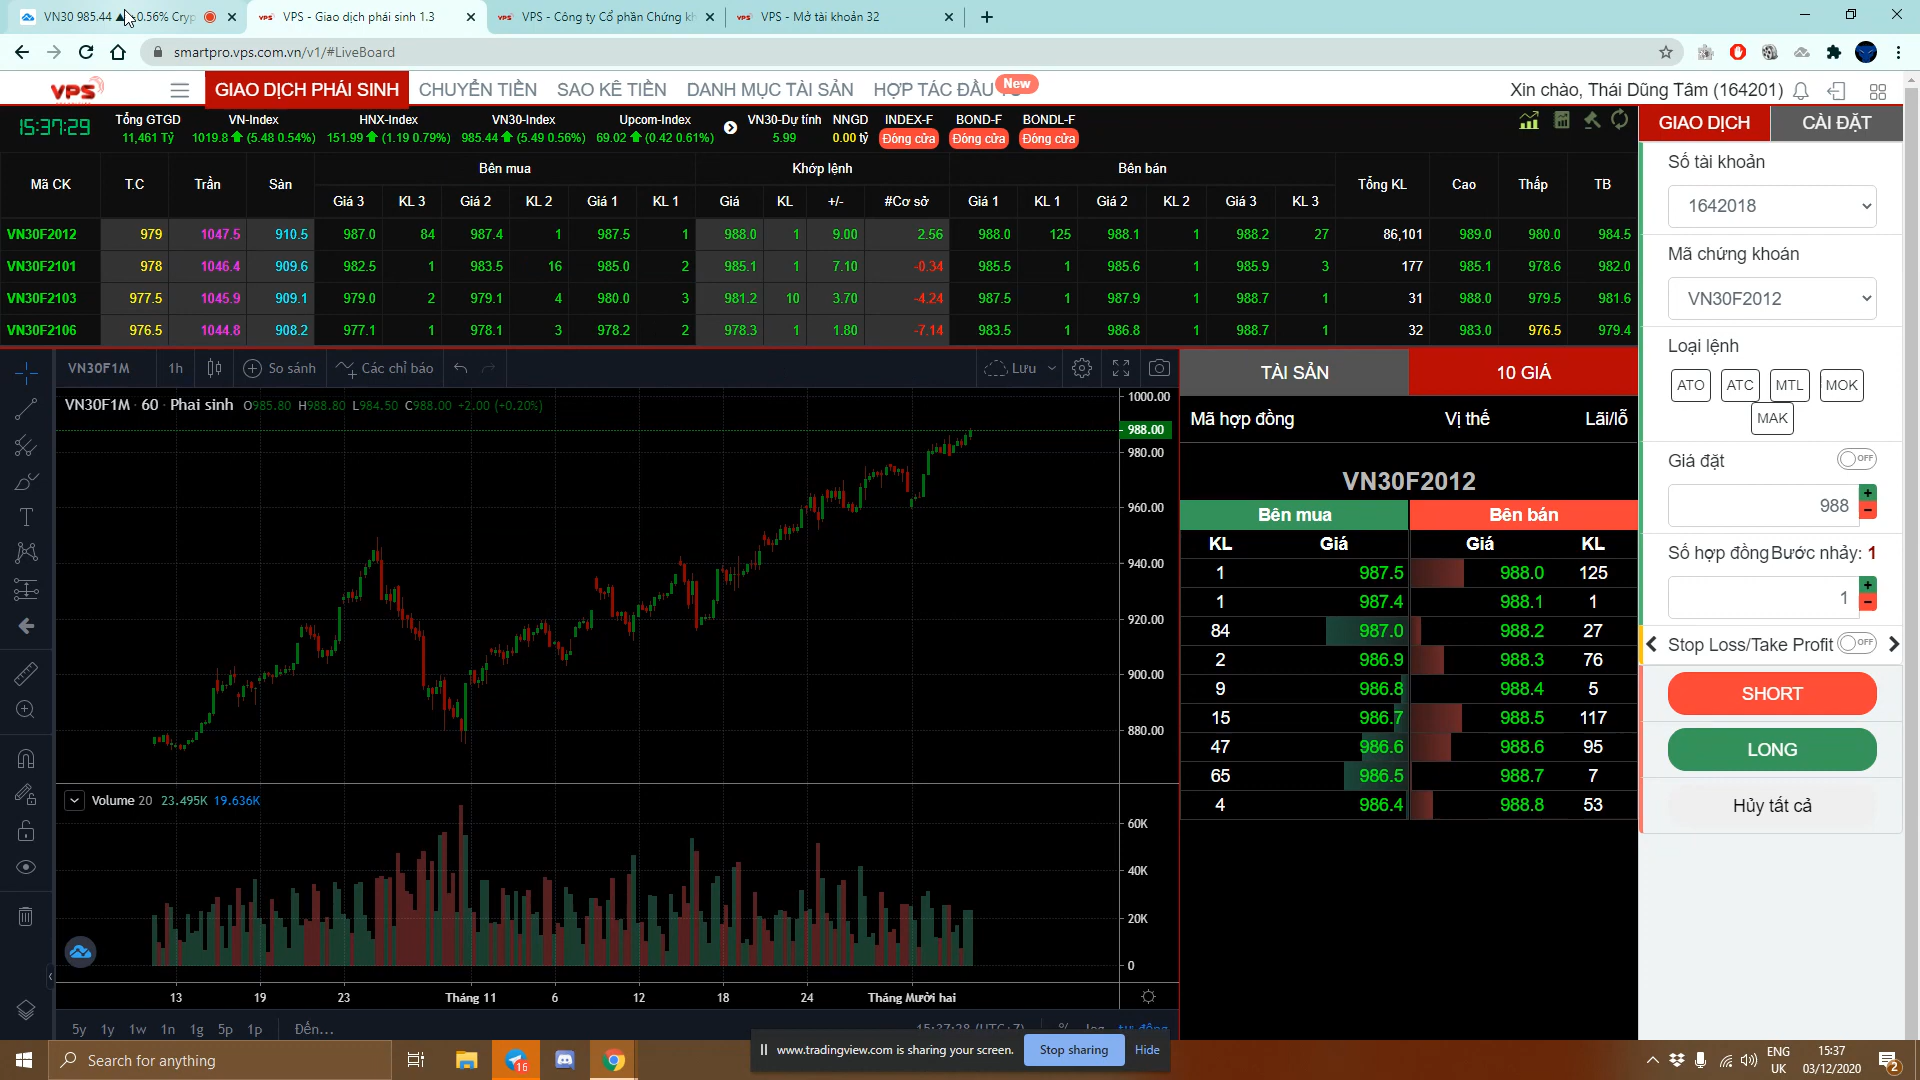 VN30 985.44 ▲ +0.56% Cryp
VPS - Giao dịch phái sinh 1.3
VPS - Công ty Cổ phần Chứng kh
VPS - Mở tài khoản 32
smartpro.vps.com.vn/v1/#LiveBoard
VPS
GIAO DỊCH PHÁI SINH
CHUYỂN TIỀN
SAO KÊ TIỀN
DANH MỤC TÀI SẢN
HỢP TÁC ĐẦU
New
Xin chào, Thái Dũng Tâm (164201)
15:37:29
Tổng GTGD
11,461 Tỷ
VN-Index
1019.8 (5.48 0.54%)
HNX-Index
151.99 (1.19 0.79%)
VN30-Index
985.44 (5.49 0.56%)
Upcom-Index
69.02 (0.42 0.61%)
VN30-Dự tính
5.99
NNGD
0.00 tỷ
INDEX-F
Đóng cửa
BOND-F
Đóng cửa
BONDL-F
Đóng cửa
Mã CK T.C Trần Sàn Bên mua Khớp lệnh Bên bán Tổng KL Cao Thấp TB
Giá 3 KL 3 Giá 2 KL 2 Giá 1 KL 1 Giá KL +/- #Cơ sở Giá 1 KL 1 Giá 2 KL 2 Giá 3 KL 3
VN30F2012 979 1047.5 910.5 987.0 84 987.4 1 987.5 1 988.0 1 9.00 2.56 988.0 125 988.1 1 988.2 27 86,101 989.0 980.0 984.5
VN30F2101 978 1046.4 909.6 982.5 1 983.5 16 985.0 2 985.1 1 7.10 -0.34 985.5 1 985.6 1 985.9 3 177 985.1 978.6 982.0
VN30F2103 977.5 1045.9 909.1 979.0 2 979.1 4 980.0 3 981.2 10 3.70 -4.24 987.5 1 987.9 1 988.7 1 31 988.0 979.5 981.6
VN30F2106 976.5 1044.8 908.2 977.1 1 978.1 3 978.2 2 978.3 1 1.80 -7.14 983.5 1 986.8 1 988.7 1 32 983.0 976.5 979.4
VN30F1M 1h So sánh Các chỉ báo Lưu
VN30F1M · 60 · Phai sinh O985.80 H988.80 L984.50 C988.00 +2.00 (+0.20%)
1000.00
988.00
980.00
960.00
940.00
920.00
900.00
880.00
Volume 20 23.495K 19.636K
60K
40K
20K
0
13 19 23 Tháng 11 6 12 18 24 Tháng Mười hai
5y 1y 1w 1n 1g 5p 1p Đến...
15:37:28 (UTC+7) % log tự động
TÀI SẢN
10 GIÁ
Mã hợp đồng Vị thế Lãi/lỗ
VN30F2012
Bên mua Bên bán
KL Giá Giá KL
1 987.5 988.0 125
1 987.4 988.1 1
84 987.0 988.2 27
2 986.9 988.3 76
9 986.8 988.4 5
15 986.7 988.5 117
47 986.6 988.6 95
65 986.5 988.7 7
4 986.4 988.8 53
GIAO DỊCH
CÀI ĐẶT
Số tài khoản
1642018
Mã chứng khoán
VN30F2012
Loại lệnh
ATO ATC MTL MOK
MAK
Giá đặt OFF
988
+
-
Số hợp đồng Bước nhảy: 1
1
+
-
Stop Loss/Take Profit OFF
SHORT
LONG
Hủy tất cả
www.tradingview.com is sharing your screen.
Stop sharing
Hide
Search for anything
16
ENG
UK
15:37
03/12/2020
2